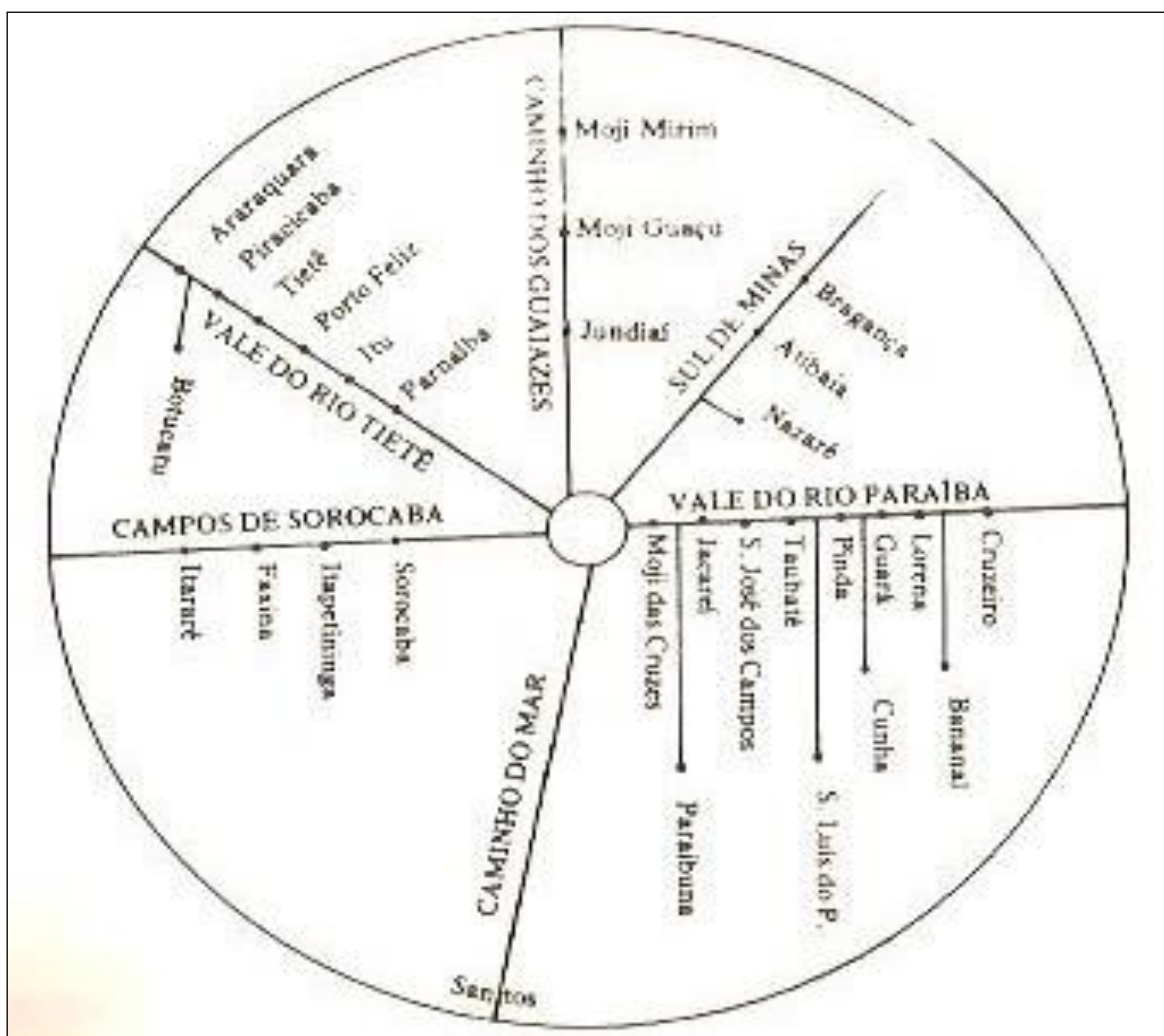 CAMINHO DOS GUAIAZES
Moji Mirim
Moji Guaçu
Jundiaí
SUL DE MINAS
Bragança
Atibaia
Nazaré
VALE DO RIO PARAÍBA
Moji das Cruzes
Paraibuna
Jacareí
S. José dos Campos
Taubaté
S. Luis do P.
Pinda
Guará
Cunha
Lorena
Bananal
Cruzeiro
CAMINHO DO MAR
Santos
CAMPOS DE SOROCABA
Sorocaba
Itapetininga
Faxina
Itararé
VALE DO RIO TIETÊ
Araraquara
Piracicaba
Tietê
Porto Feliz
Itu
Parnaíba
Botucatu